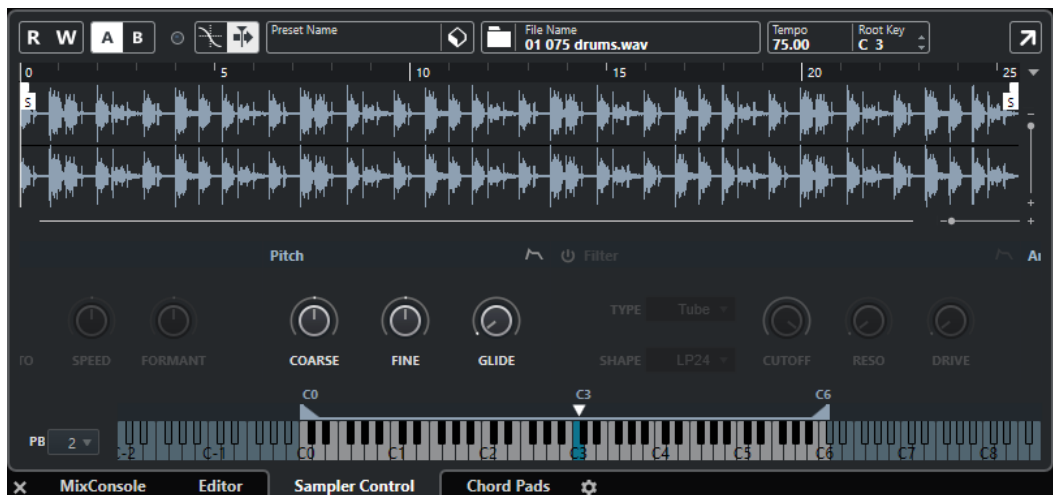 R W A B Preset Name File Name Tempo Root Key
01 075 drums.wav 75.00 C 3
0 5 10 15 20 25
S S
Pitch Filter
TYPE Tube
TO SPEED FORMANT COARSE FINE GLIDE SHAPE LP24 CUTOFF RESO DRIVE
C0 C3 C6
PB 2 C-1 C0 C1 C2 C3 C4 C5 C6 C7 C8
MixConsole Editor Sampler Control Chord Pads